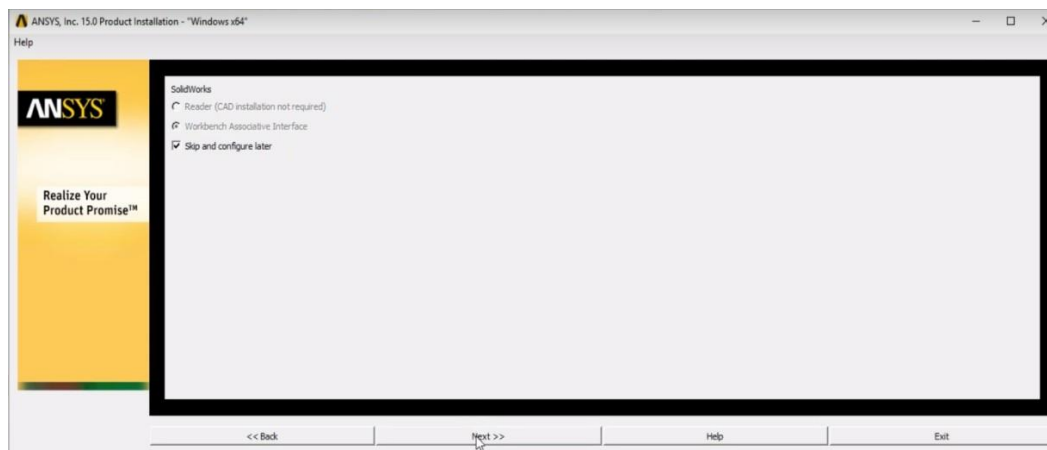 ANSYS, Inc. 15.0 Product Installation - "Windows x64"
Help
ANSYS
Realize Your
Product Promise™
SolidWorks
Reader (CAD installation not required)
Workbench Associative Interface
Skip and configure later
<< Back
Next >>
Help
Exit